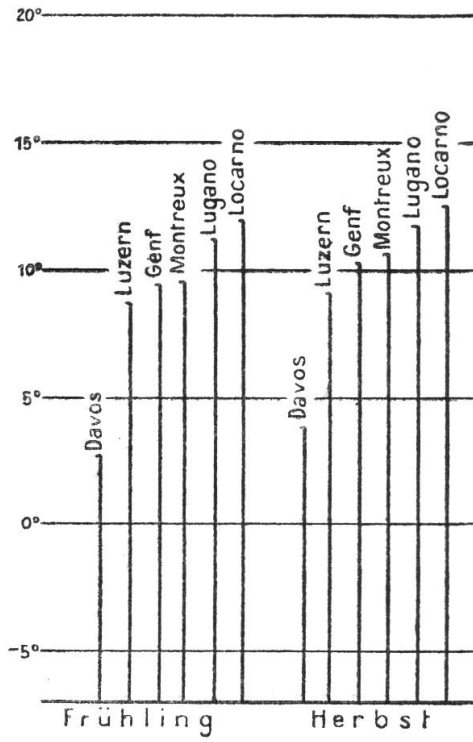 20°
15°
10°
5°
0°
-5°
Davos
Luzern
Genf
Montreux
Lugano
Locarno
Davos
Luzern
Genf
Montreux
Lugano
Locarno
Frühling
Herbst